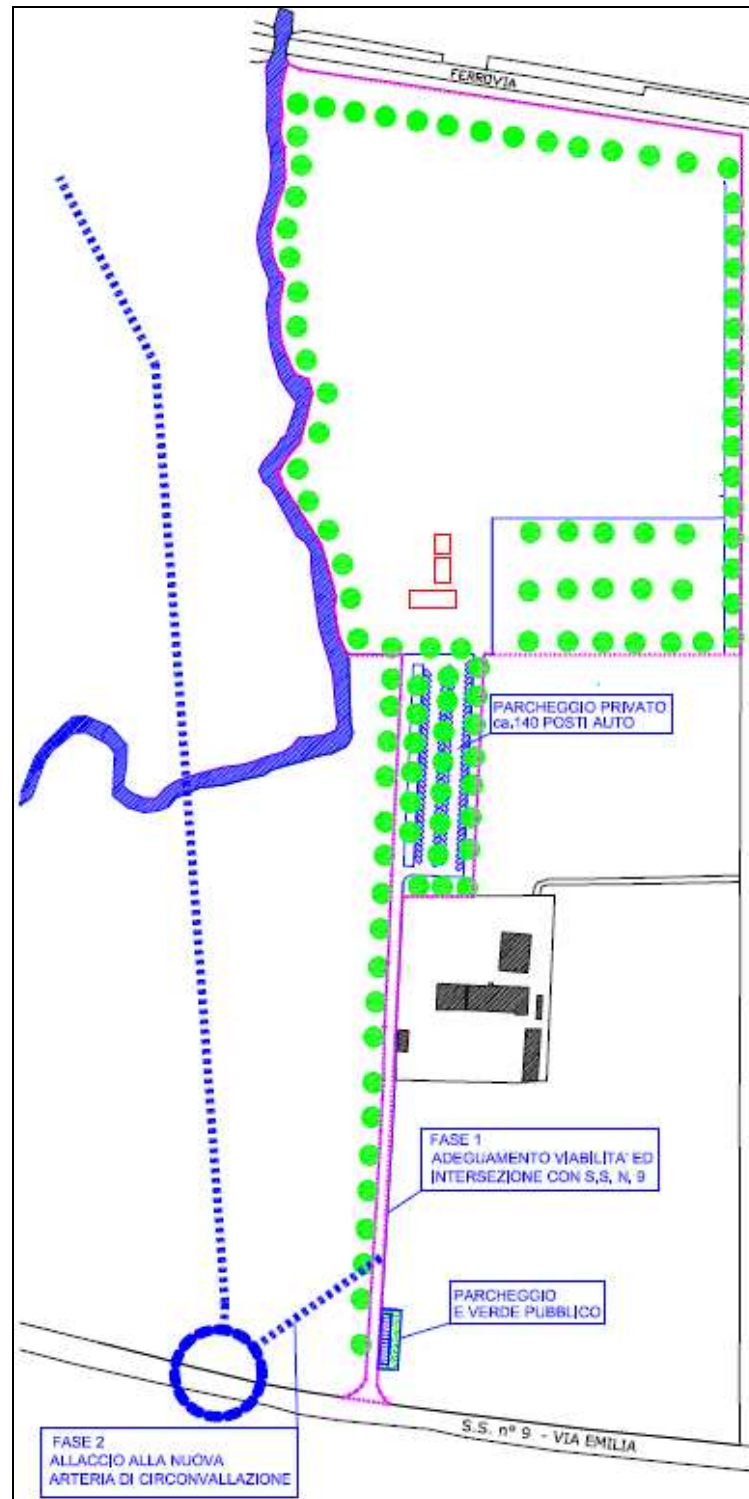 FERROVIA
PARCHEGGIO PRIVATO
ca.140 POSTI AUTO
FASE 1
ADEGUAMENTO VIABILITA' ED
INTERSEZIONE CON S.S. N. 9
PARCHEGGIO
E VERDE PUBBLICO
S.S. n° 9 - VIA EMILIA
FASE 2
ALLACCIO ALLA NUOVA
ARTERIA DI CIRCONVALLAZIONE